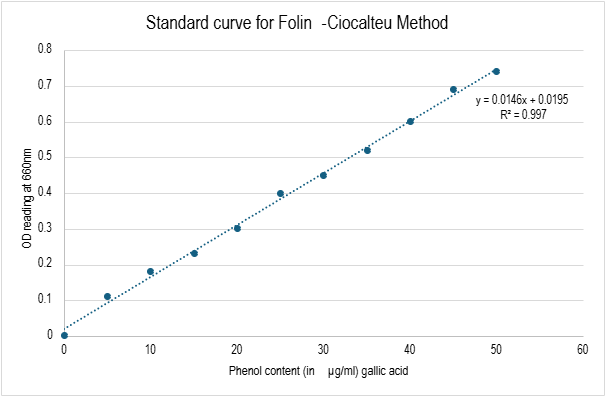 Standard curve for Folin -Ciocalteu Method
0.8
0.7
0.6
0.5
0.4
0.3
0.2
0.1
0
OD reading at 660nm
y = 0.0146x + 0.0195
R² = 0.997
0 10 20 30 40 50 60
Phenol content (in µg/ml) gallic acid